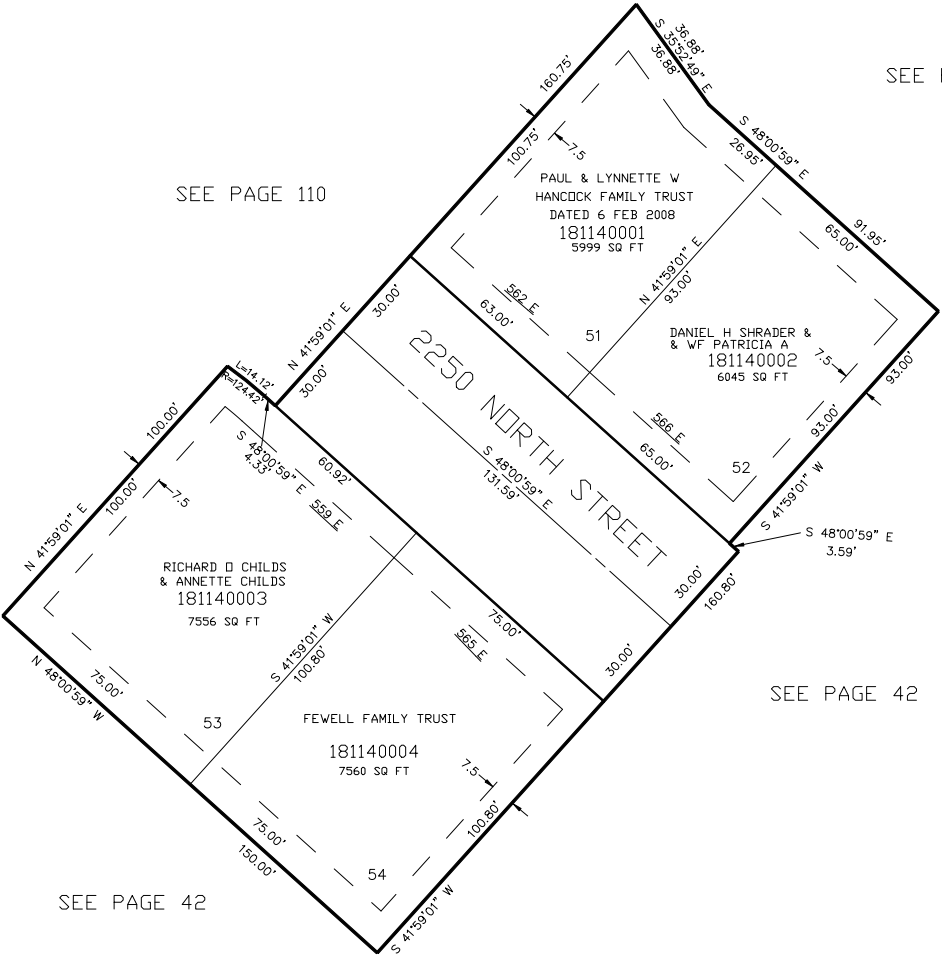 36.88'
S 35°52'49" E
36.88'
SEE
160.75'
100.75'
7.5
S 48°00'59" E
26.95'
SEE PAGE 110
PAUL & LYNNETTE W
HANCOCK FAMILY TRUST
DATED 6 FEB 2008
181140001
5999 SQ FT
91.95'
65.00'
N 41°59'01" E
93.00'
562 E
63.00'
51
DANIEL H SHRADER &
& WF PATRICIA A
181140002
6045 SQ FT
7.5
93.00'
93.00'
566 E
65.00'
52
S 41°59'01" W
N 41°59'01" E
30.00'
30.00'
2250 NORTH STREET
S 48°00'59" E
131.59'
S 48°00'59" E
3.59'
30.00'
160.80'
30.00'
L=14.12'
R=124.42'
S 48°00'59" E
4.33'
60.92'
559 E
100.00'
100.00'
N 41°59'01" E
7.5
RICHARD O CHILDS
& ANNETTE CHILDS
181140003
7556 SQ FT
S 41°59'01" W
100.80'
75.00'
565 E
N 48°00'59" W
75.00'
53
SEE PAGE 42
FEWELL FAMILY TRUST
181140004
7560 SQ FT
7.5
100.80'
75.00'
150.00'
54
S 41°59'01" W
SEE PAGE 42